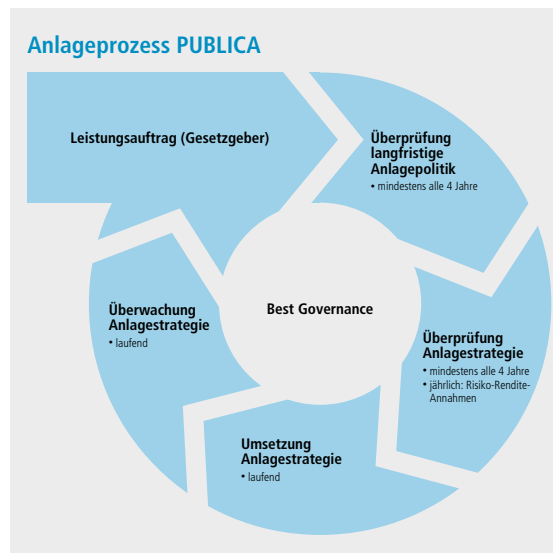 Anlageprozess PUBLICA
Leistungsauftrag (Gesetzgeber)
Überprüfung
langfristige
Anlagepolitik
• mindestens alle 4 Jahre
Best Governance
Überprüfung
Anlagestrategie
• mindestens alle 4 Jahre
• jährlich: Risiko-Rendite-
Annahmen
Umsetzung
Anlagestrategie
• laufend
Überwachung
Anlagestrategie
• laufend